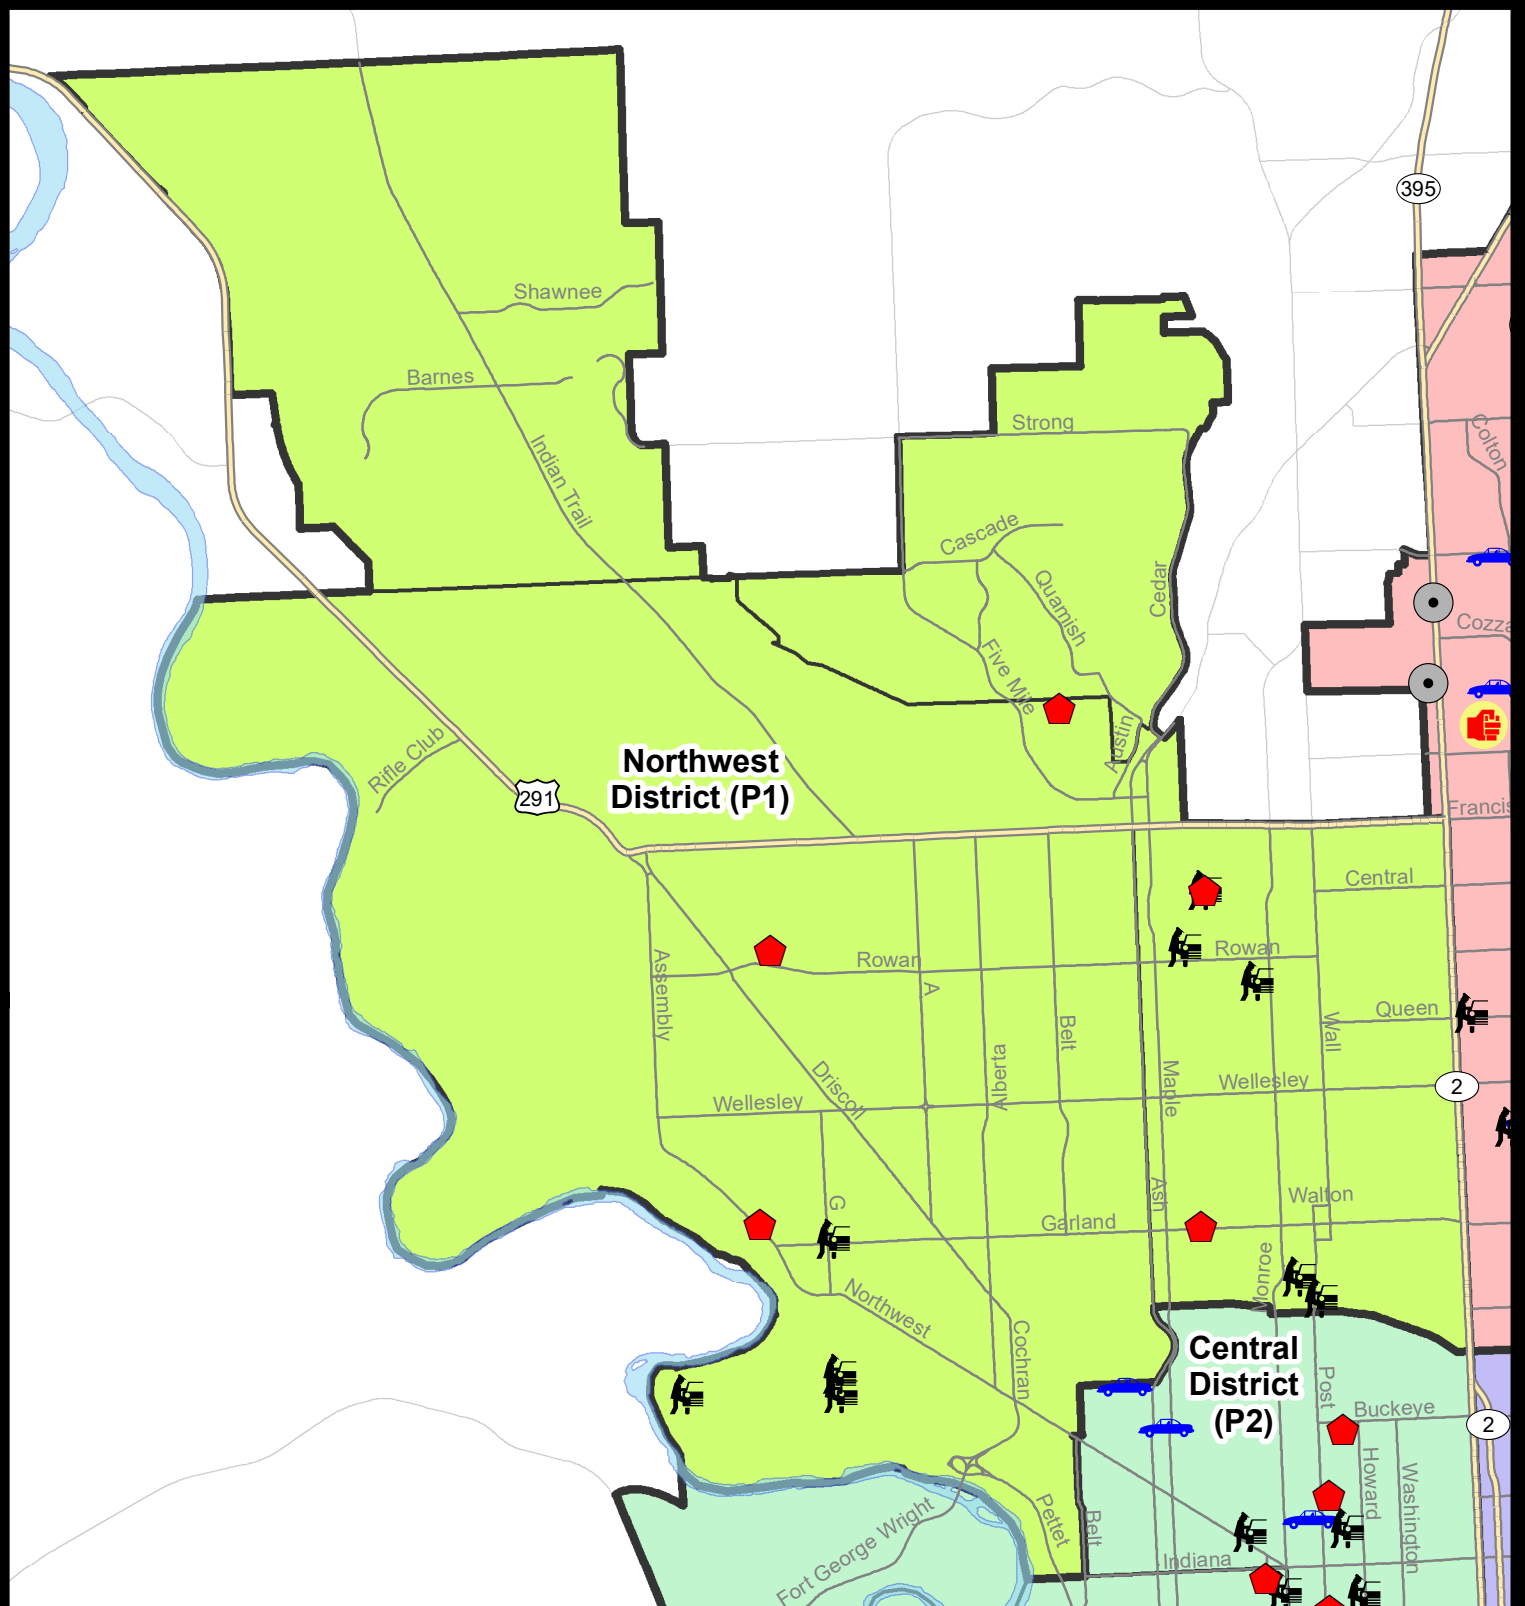 395
Shawnee
Barnes
Strong
Colton
Indian Trail
Cascade
Quamish
Cedar
Cozza
Five Mile
Austin
Rifle Club
Northwest
District (P1)
291
Francis
Central
Rowan
Rowan
Assembly
A
Queen
Belt
Wall
Alberta
Maple
Driscoll
Wellesley
Wellesley
2
Ash
Walton
G
Garland
Monroe
Northwest
Cochran
Central
District
(P2)
Post
Buckeye
2
Howard
Washington
Pettet
Belt
Fort George Wright
Indiana